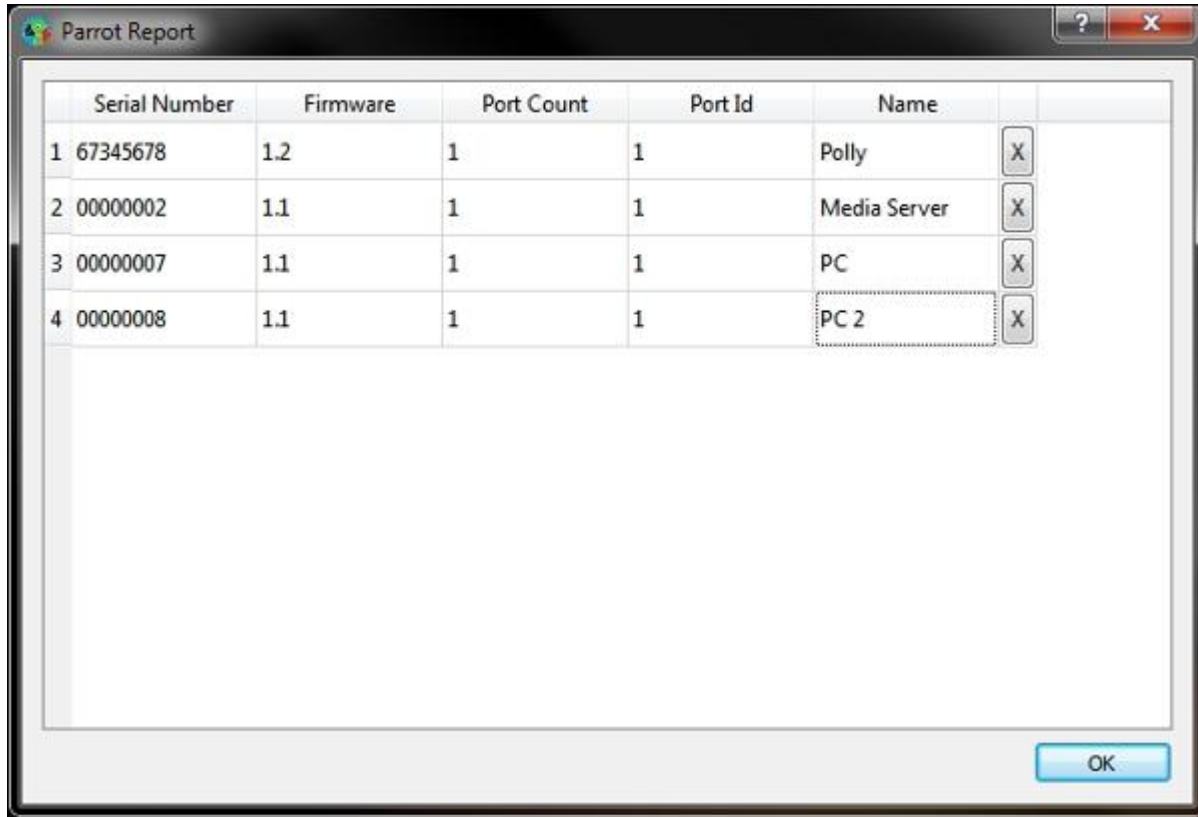 Parrot Report ? X
Serial Number Firmware Port Count Port Id Name
1 67345678 1.2 1 1 Polly X
2 00000002 1.1 1 1 Media Server X
3 00000007 1.1 1 1 PC X
4 00000008 1.1 1 1 PC 2 X
OK